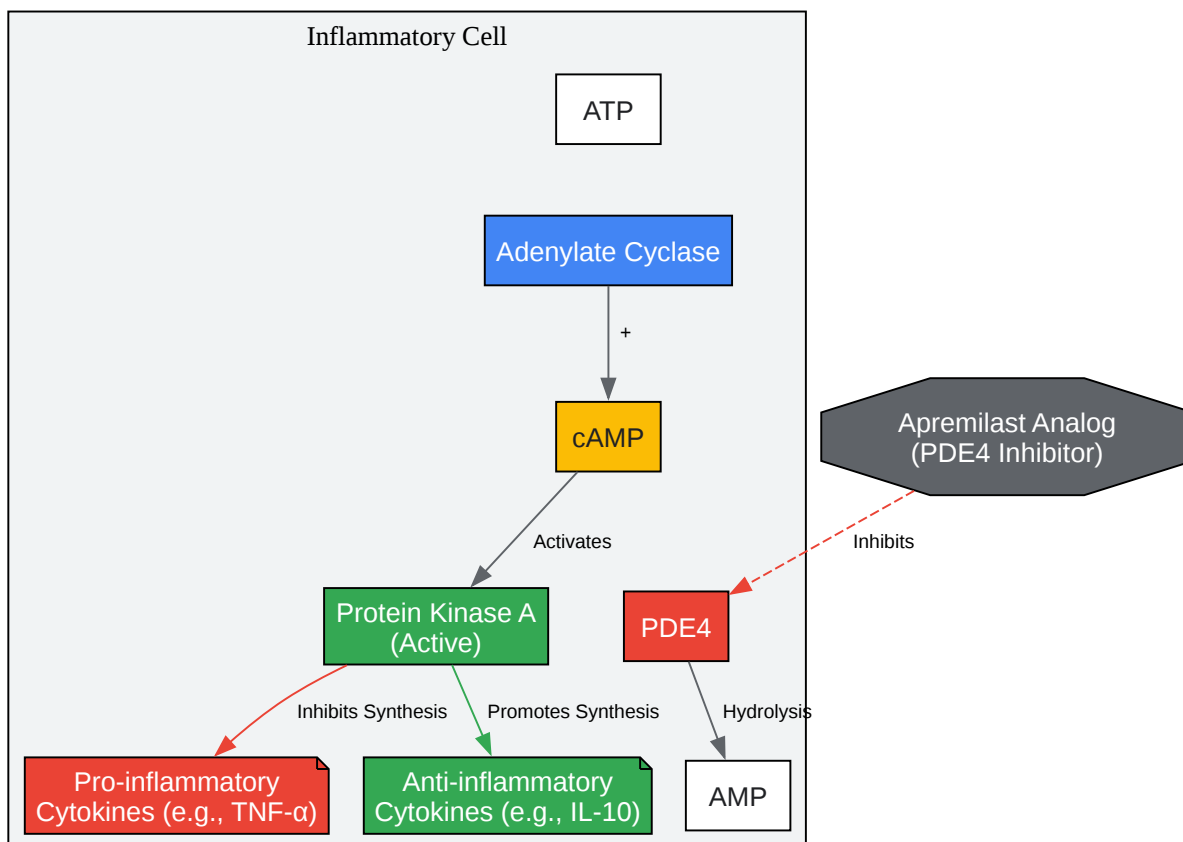 Inflammatory Cell
ATP
Adenylate Cyclase
+
cAMP
Apremilast Analog
(PDE4 Inhibitor)
Activates
Inhibits
Protein Kinase A
(Active)
PDE4
Inhibits Synthesis
Promotes Synthesis
Hydrolysis
Pro-inflammatory
Cytokines (e.g., TNF-α)
Anti-inflammatory
Cytokines (e.g., IL-10)
AMP